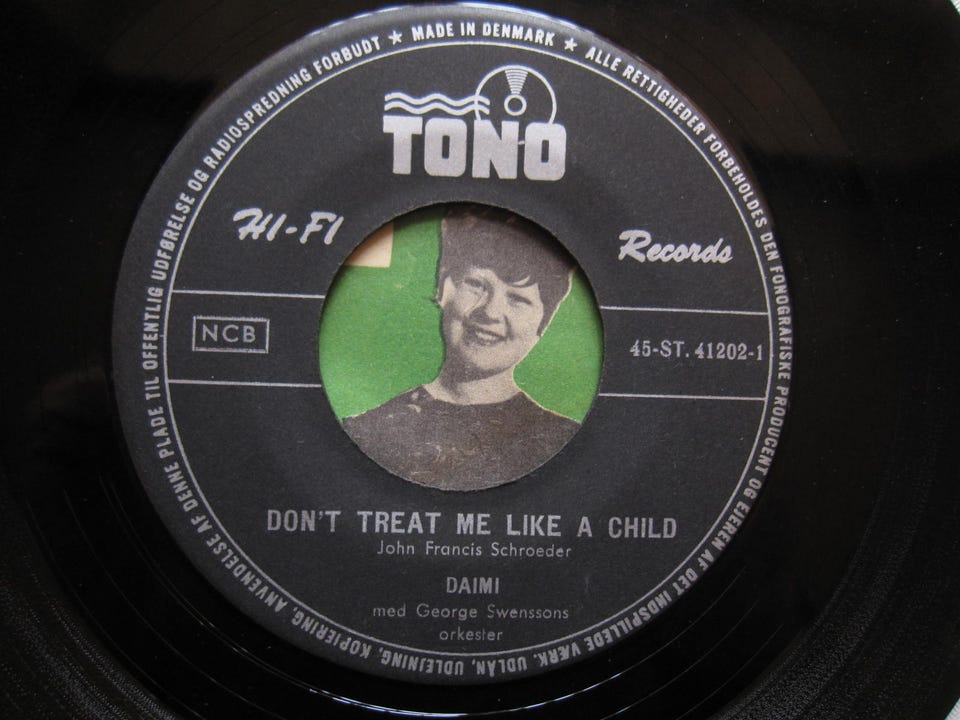 ANVENDELSE AF DENNE PLADE TIL OFFENTLIG UDFØRELSE OG RADIOSPREDNING FORBUDT ★ MADE IN DENMARK ★ ALLE RETTIGHEDER FORBEHOLDES DEN FONOGRAFISKE PRODUCENT OG EJEREN AF DET INDSPILLEDE VÆRK. UDLÅN, UDLEJNING, KOPIERING,
TONO
HI-FI
Records
NCB
45-ST. 41202-1
DON'T TREAT ME LIKE A CHILD
John Francis Schroeder
DAIMI
med George Swenssons
orkester